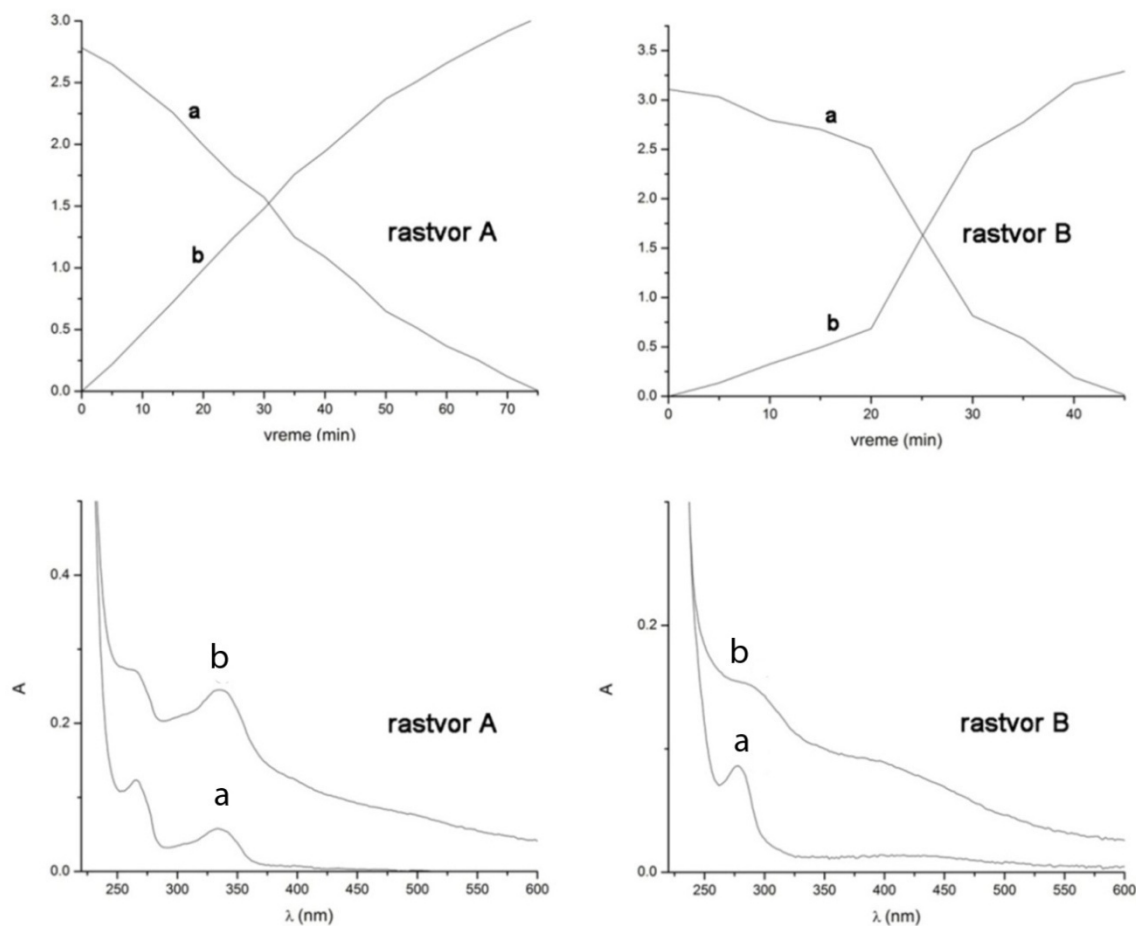 3.0
2.5
2.0
1.5
1.0
0.5
0.0
a
b
rastvor A
0 10 20 30 40 50 60 70
vreme (min)
3.5
3.0
2.5
2.0
1.5
1.0
0.5
0.0
a
b
rastvor B
0 10 20 30 40
vreme (min)
A
0.4
0.2
0.0
b
a
rastvor A
250 300 350 400 450 500 550 600
λ (nm)
A
0.2
0.0
b
a
rastvor B
250 300 350 400 450 500 550 600
λ (nm)